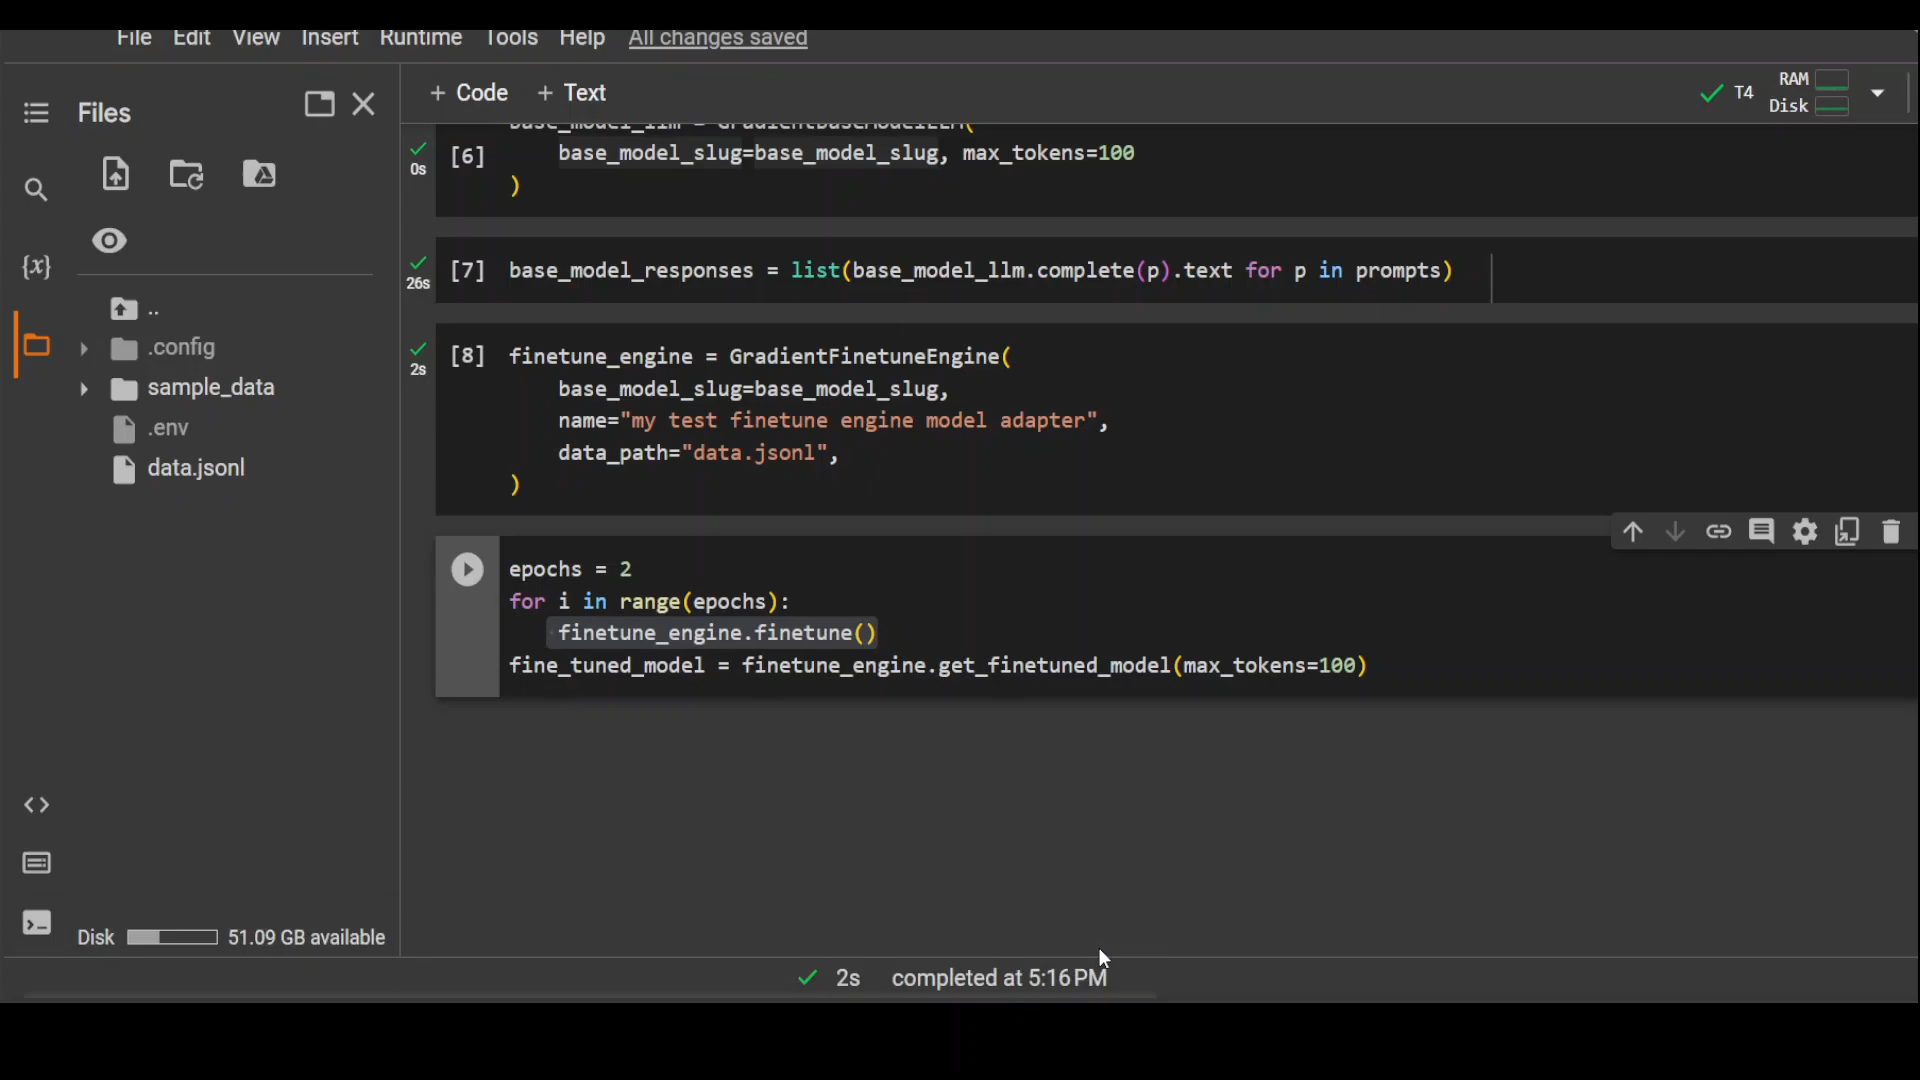 File Edit View Insert Runtime Tools Help All changes saved
Files
+ Code + Text
T4 RAM
Disk
base_model_llm = GradientBaseModelLLM(
0s [6] base_model_slug=base_model_slug, max_tokens=100
)
26s [7] base_model_responses = list(base_model_llm.complete(p).text for p in prompts)
2s [8] finetune_engine = GradientFinetuneEngine(
base_model_slug=base_model_slug,
name="my test finetune engine model adapter",
data_path="data.jsonl",
)
epochs = 2
for i in range(epochs):
finetune_engine.finetune()
fine_tuned_model = finetune_engine.get_finetuned_model(max_tokens=100)
{x}
..
.config
sample_data
.env
data.jsonl
Disk 51.09 GB available
2s completed at 5:16 PM